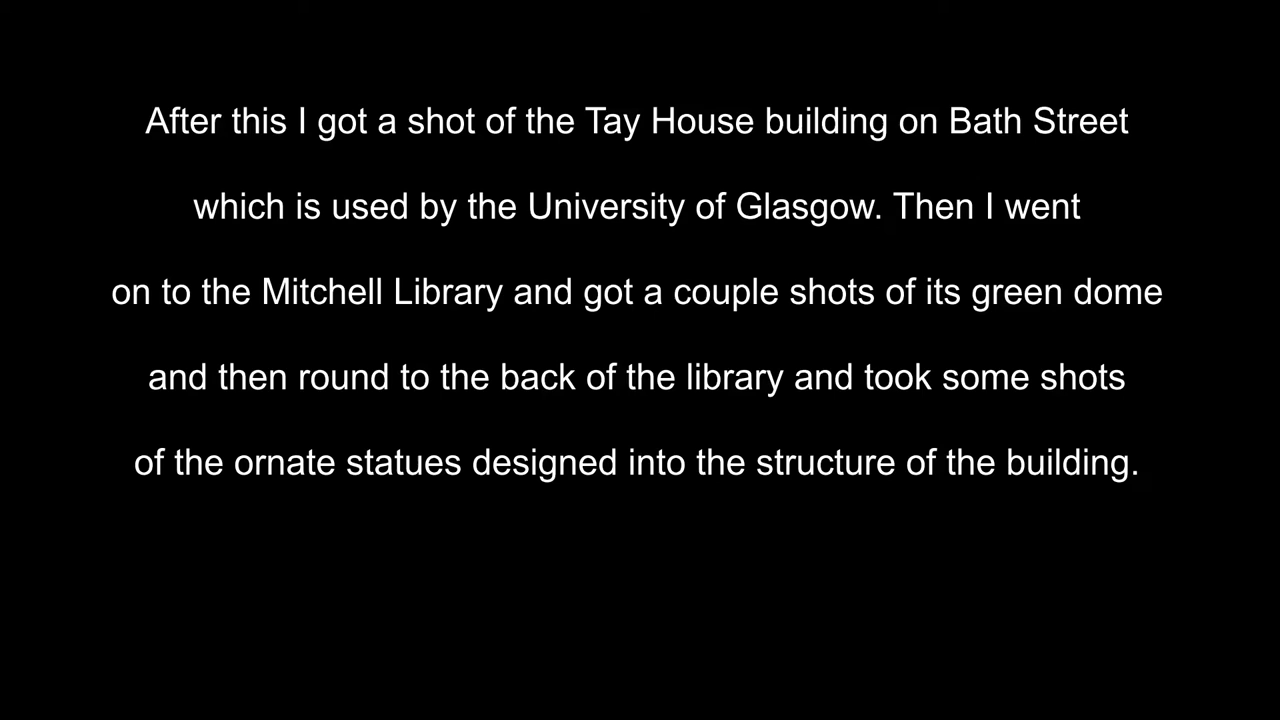 After this I got a shot of the Tay House building on Bath Street
which is used by the University of Glasgow. Then I went
on to the Mitchell Library and got a couple shots of its green dome
and then round to the back of the library and took some shots
of the ornate statues designed into the structure of the building.